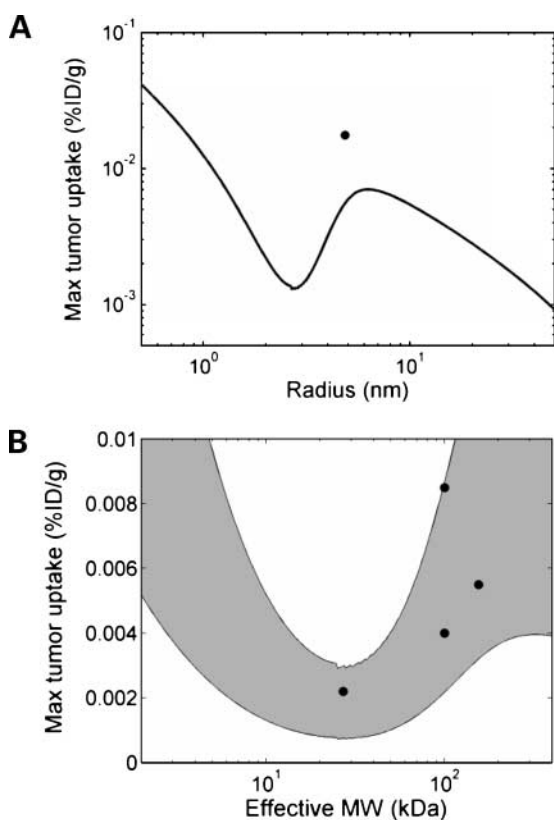 A
Max tumor uptake (%ID/g)
10^-1
10^-2
10^-3
10^0
10^1
Radius (nm)
B
Max tumor uptake (%ID/g)
0.01
0.008
0.006
0.004
0.002
0
10^1
10^2
Effective MW (kDa)